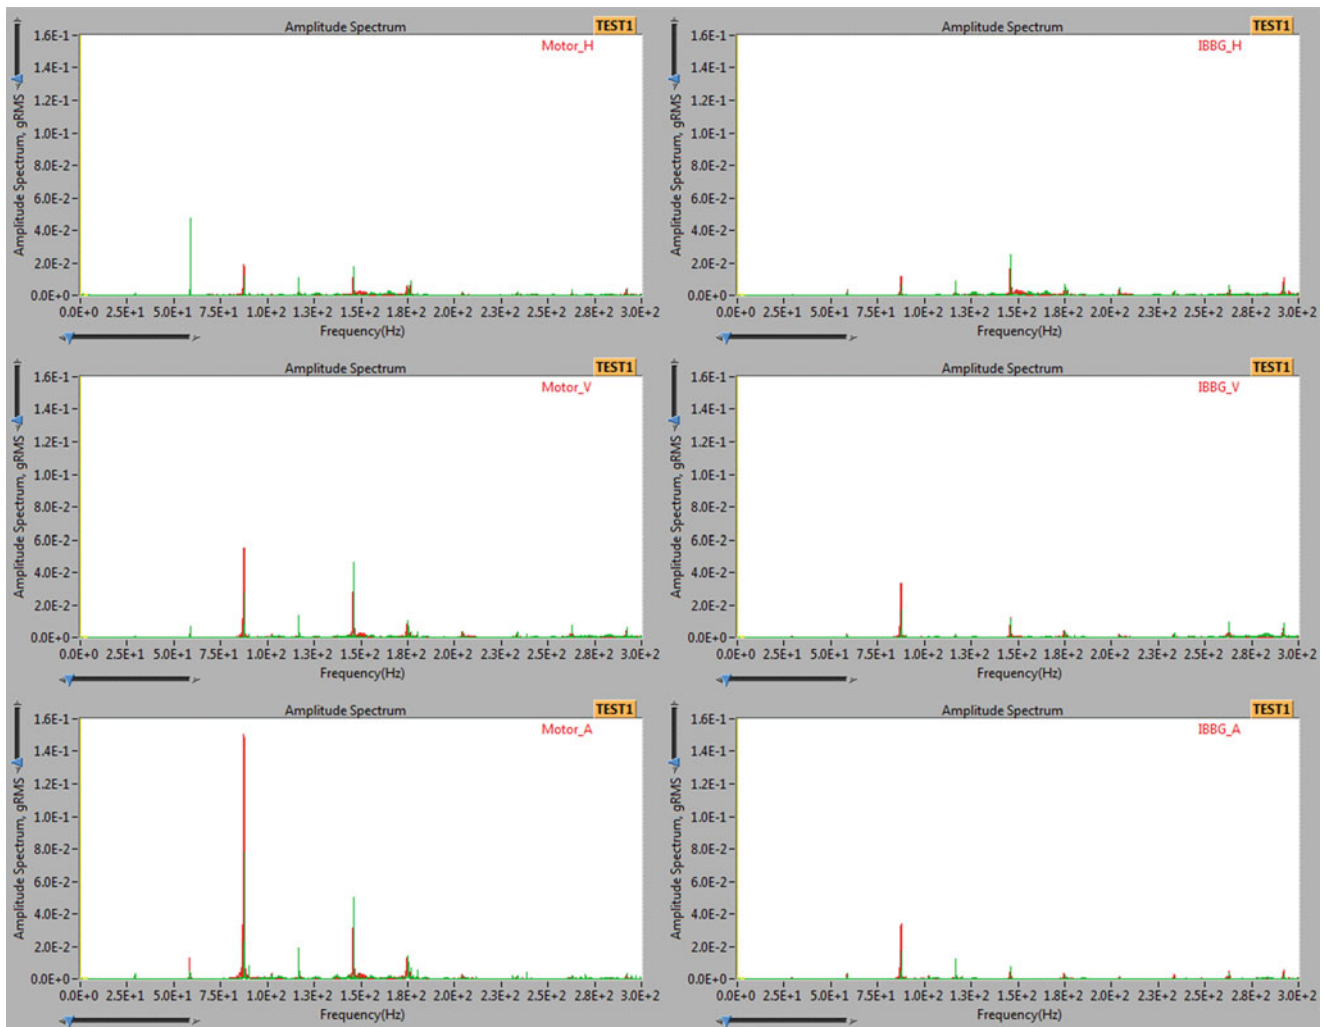 Amplitude Spectrum TEST1
Motor_H
Amplitude Spectrum, gRMS
1.6E-1
1.4E-1
1.2E-1
1.0E-1
8.0E-2
6.0E-2
4.0E-2
2.0E-2
0.0E+0
0.0E+0 2.5E+1 5.0E+1 7.5E+1 1.0E+2 1.3E+2 1.5E+2 1.8E+2 2.0E+2 2.3E+2 2.6E+2 2.8E+2 3.0E+2
Frequency(Hz)
Amplitude Spectrum TEST1
IBBG_H
Amplitude Spectrum, gRMS
1.6E-1
1.4E-1
1.2E-1
1.0E-1
8.0E-2
6.0E-2
4.0E-2
2.0E-2
0.0E+0
0.0E+0 2.5E+1 5.0E+1 7.5E+1 1.0E+2 1.3E+2 1.5E+2 1.8E+2 2.0E+2 2.3E+2 2.6E+2 2.8E+2 3.0E+2
Frequency(Hz)
Amplitude Spectrum TEST1
Motor_V
Amplitude Spectrum, gRMS
1.6E-1
1.4E-1
1.2E-1
1.0E-1
8.0E-2
6.0E-2
4.0E-2
2.0E-2
0.0E+0
0.0E+0 2.5E+1 5.0E+1 7.5E+1 1.0E+2 1.3E+2 1.5E+2 1.8E+2 2.0E+2 2.3E+2 2.6E+2 2.8E+2 3.0E+2
Frequency(Hz)
Amplitude Spectrum TEST1
IBBG_V
Amplitude Spectrum, gRMS
1.6E-1
1.4E-1
1.2E-1
1.0E-1
8.0E-2
6.0E-2
4.0E-2
2.0E-2
0.0E+0
0.0E+0 2.5E+1 5.0E+1 7.5E+1 1.0E+2 1.3E+2 1.5E+2 1.8E+2 2.0E+2 2.3E+2 2.6E+2 2.8E+2 3.0E+2
Frequency(Hz)
Amplitude Spectrum TEST1
Motor_A
Amplitude Spectrum, gRMS
1.6E-1
1.4E-1
1.2E-1
1.0E-1
8.0E-2
6.0E-2
4.0E-2
2.0E-2
0.0E+0
0.0E+0 2.5E+1 5.0E+1 7.5E+1 1.0E+2 1.3E+2 1.5E+2 1.8E+2 2.0E+2 2.3E+2 2.6E+2 2.8E+2 3.0E+2
Frequency(Hz)
Amplitude Spectrum TEST1
IBBG_A
Amplitude Spectrum, gRMS
1.6E-1
1.4E-1
1.2E-1
1.0E-1
8.0E-2
6.0E-2
4.0E-2
2.0E-2
0.0E+0
0.0E+0 2.5E+1 5.0E+1 7.5E+1 1.0E+2 1.3E+2 1.5E+2 1.8E+2 2.0E+2 2.3E+2 2.6E+2 2.8E+2 3.0E+2
Frequency(Hz)